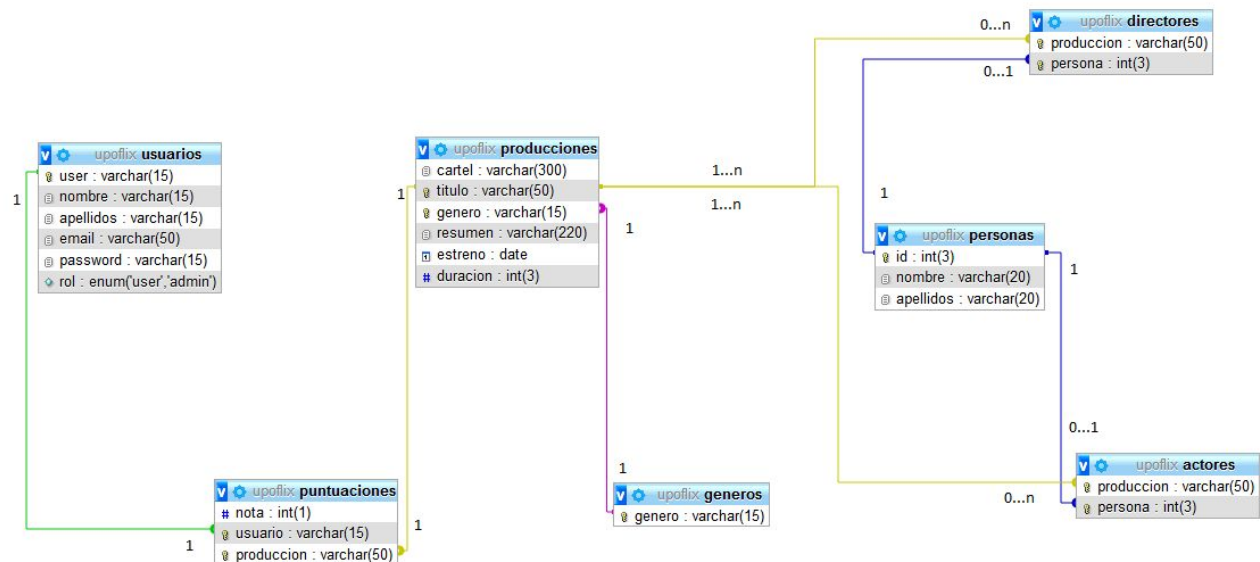 upoflix usuarios
user : varchar(15)
nombre : varchar(15)
apellidos : varchar(15)
email : varchar(50)
password : varchar(15)
rol : enum('user','admin')
1
1
upoflix puntuaciones
nota : int(1)
usuario : varchar(15)
produccion : varchar(50)
1
1
upoflix producciones
cartel : varchar(300)
titulo : varchar(50)
genero : varchar(15)
resumen : varchar(220)
estreno : date
duracion : int(3)
1
1
upoflix generos
genero : varchar(15)
1...n
1...n
0...n
0...1
upoflix directores
produccion : varchar(50)
persona : int(3)
1
upoflix personas
id : int(3)
nombre : varchar(20)
apellidos : varchar(20)
1
0...1
0...n
upoflix actores
produccion : varchar(50)
persona : int(3)